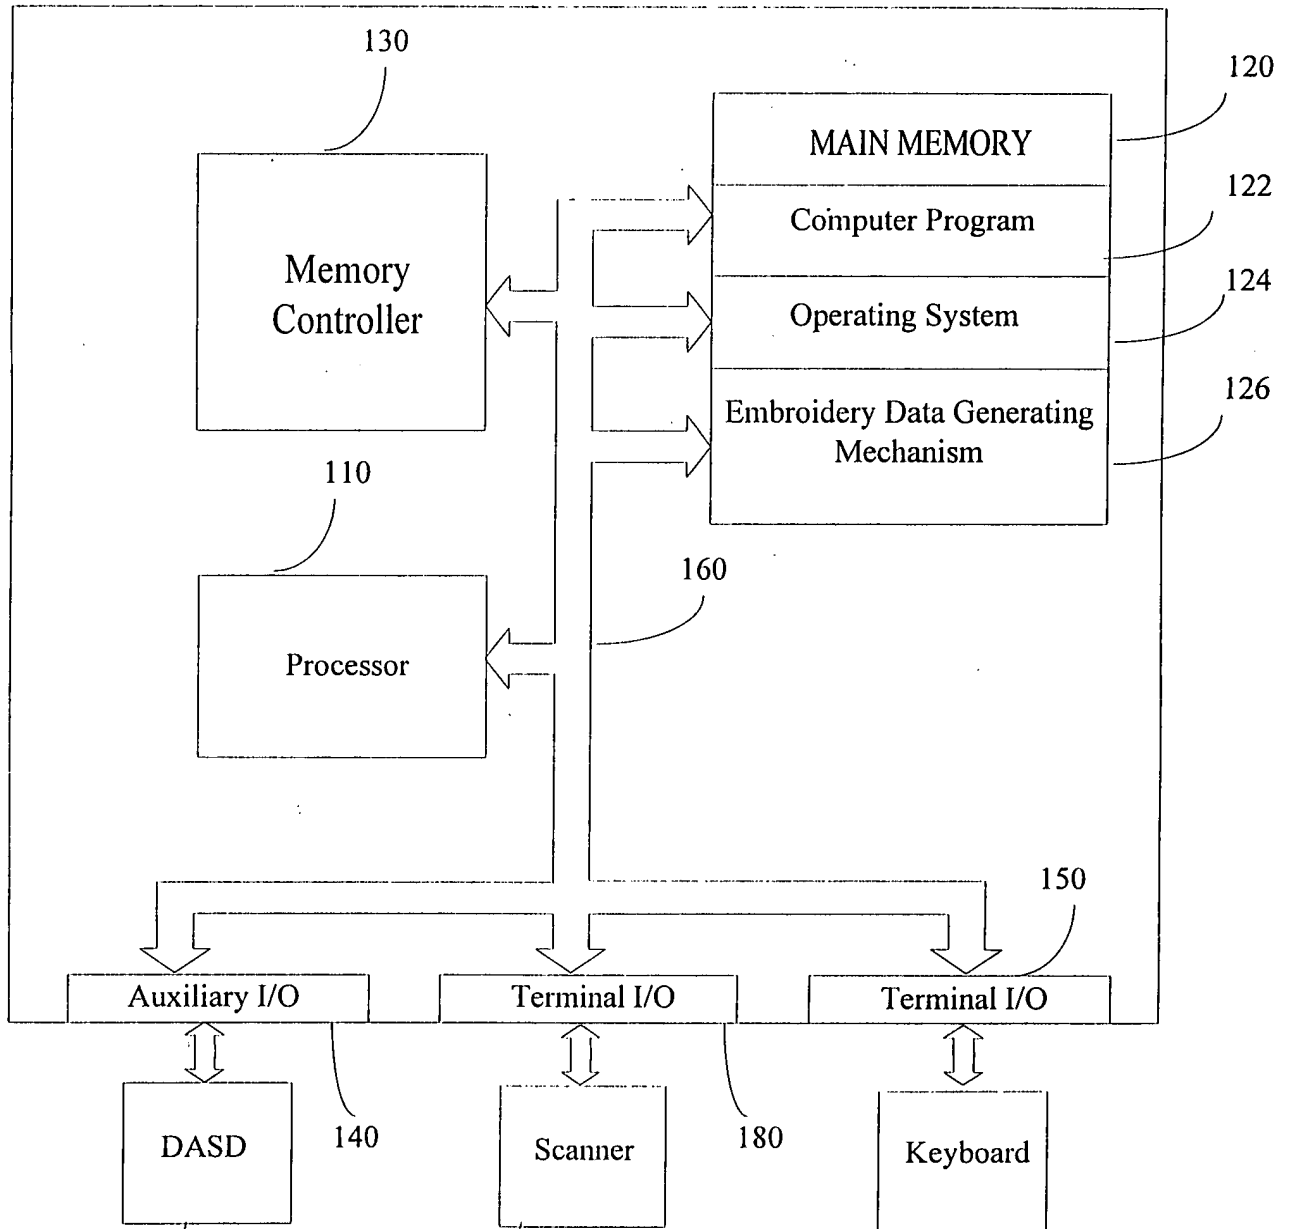 130
120
MAIN MEMORY
122
Computer Program
Memory
Controller
124
Operating System
126
Embroidery Data Generating
Mechanism
110
160
Processor
150
Auxiliary I/O
Terminal I/O
Terminal I/O
140
180
DASD
Scanner
Keyboard